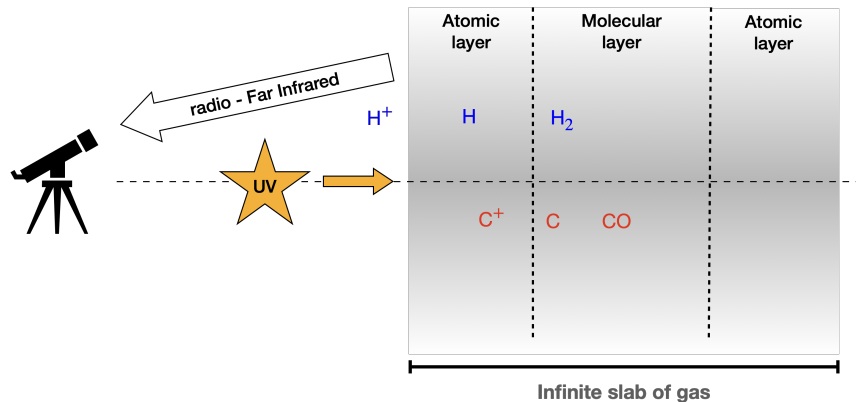 Atomic
layer
Molecular
layer
Atomic
layer
radio - Far Infrared
H⁺
H
H₂
UV
C⁺
C
CO
Infinite slab of gas